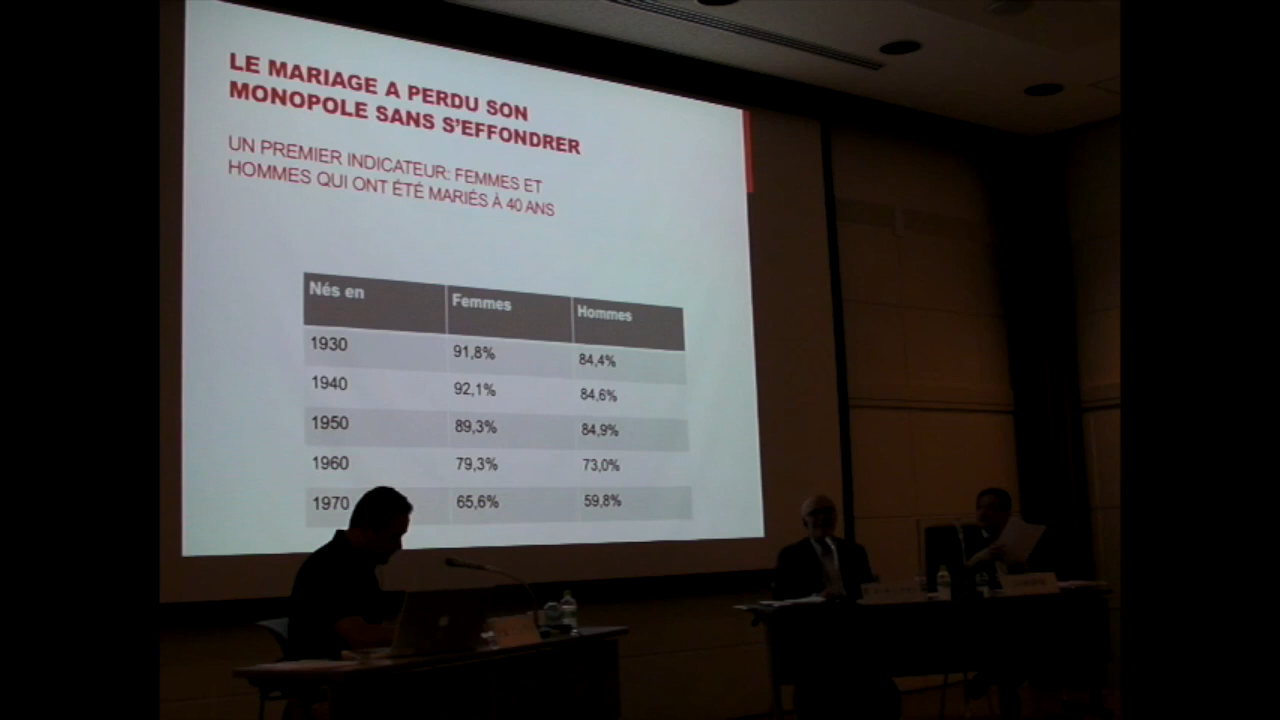 LE MARIAGE A PERDU SON
MONOPOLE SANS S'EFFONDRER
UN PREMIER INDICATEUR: FEMMES ET
HOMMES QUI ONT ÉTÉ MARIÉS À 40 ANS
Nés en Femmes Hommes
1930 91,8% 84,4%
1940 92,1% 84,6%
1950 89,3% 84,9%
1960 79,3% 73,0%
1970 65,6% 59,8%